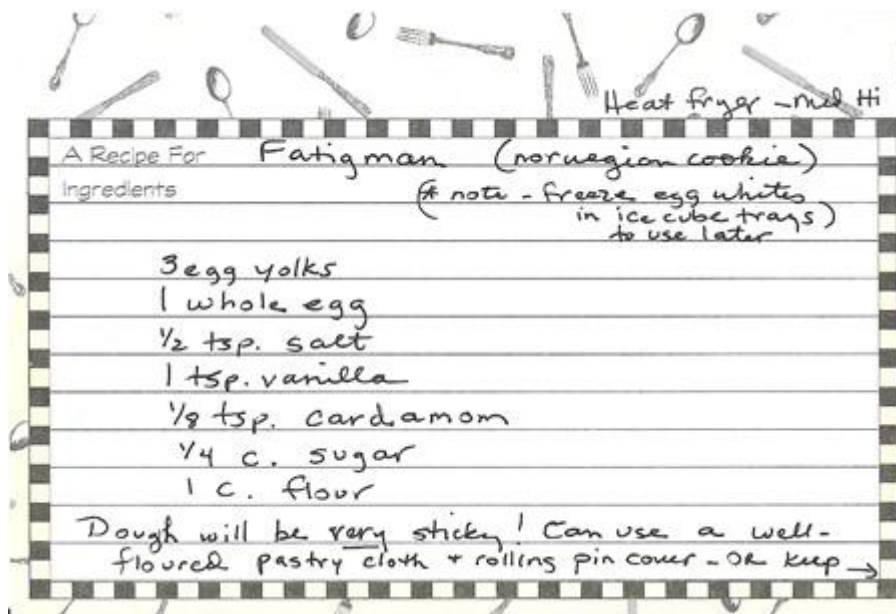 Heat fryer - med Hi
A Recipe For Fatigman (norwegian cookie)
Ingredients (* note - freeze egg whites
in ice cube trays)
to use later
3 egg yolks
1 whole egg
1/2 tsp. salt
1 tsp. vanilla
1/8 tsp. cardamom
1/4 c. sugar
1 c. flour
Dough will be very sticky! Can use a well-
floured pastry cloth + rolling pin cover - OR keep →